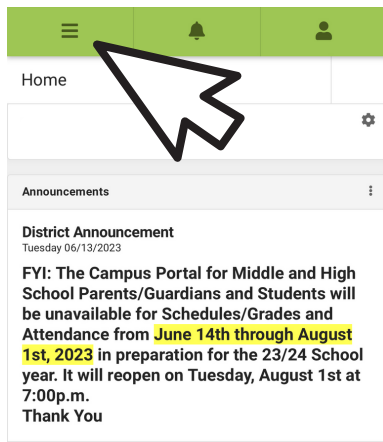 Home
Announcements
District Announcement
Tuesday 06/13/2023
FYI: The Campus Portal for Middle and High
School Parents/Guardians and Students will
be unavailable for Schedules/Grades and
Attendance from June 14th through August
1st, 2023 in preparation for the 23/24 School
year. It will reopen on Tuesday, August 1st at
7:00p.m.
Thank You